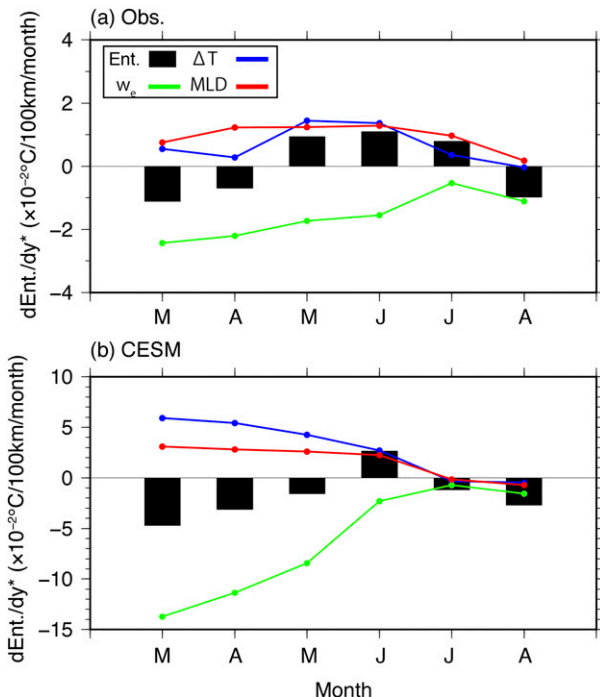 (a) Obs.
4
2
0
−2
−4
dEnt./dy* (×10⁻²°C/100km/month)
Ent. ΔT
wₑ MLD
M A M J J A
(b) CESM
10
5
0
−5
−10
−15
dEnt./dy* (×10⁻²°C/100km/month)
M A M J J A
Month